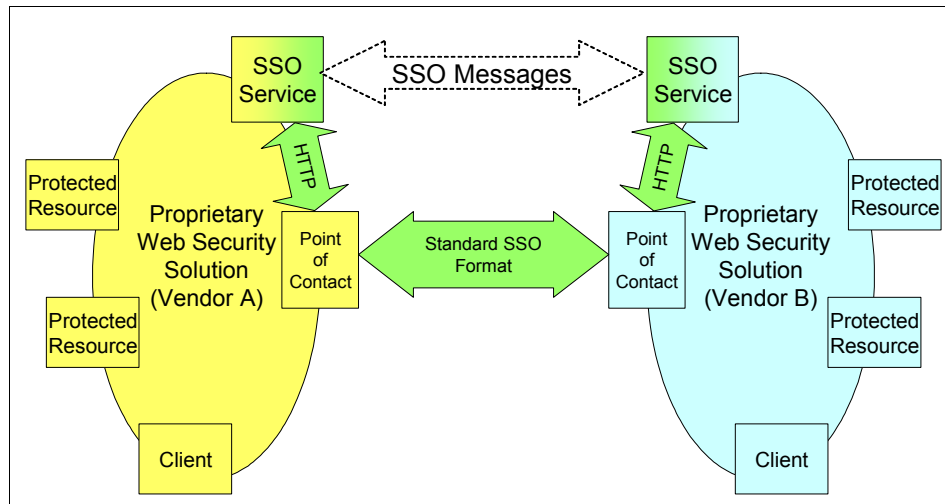 SSO
Service
SSO Messages
SSO
Service
HTTP
HTTP
Protected
Resource
Proprietary
Web Security
Solution
(Vendor A)
Point
of
Contact
Standard SSO
Format
Point
of
Contact
Proprietary
Web Security
Solution
(Vendor B)
Protected
Resource
Protected
Resource
Protected
Resource
Client
Client